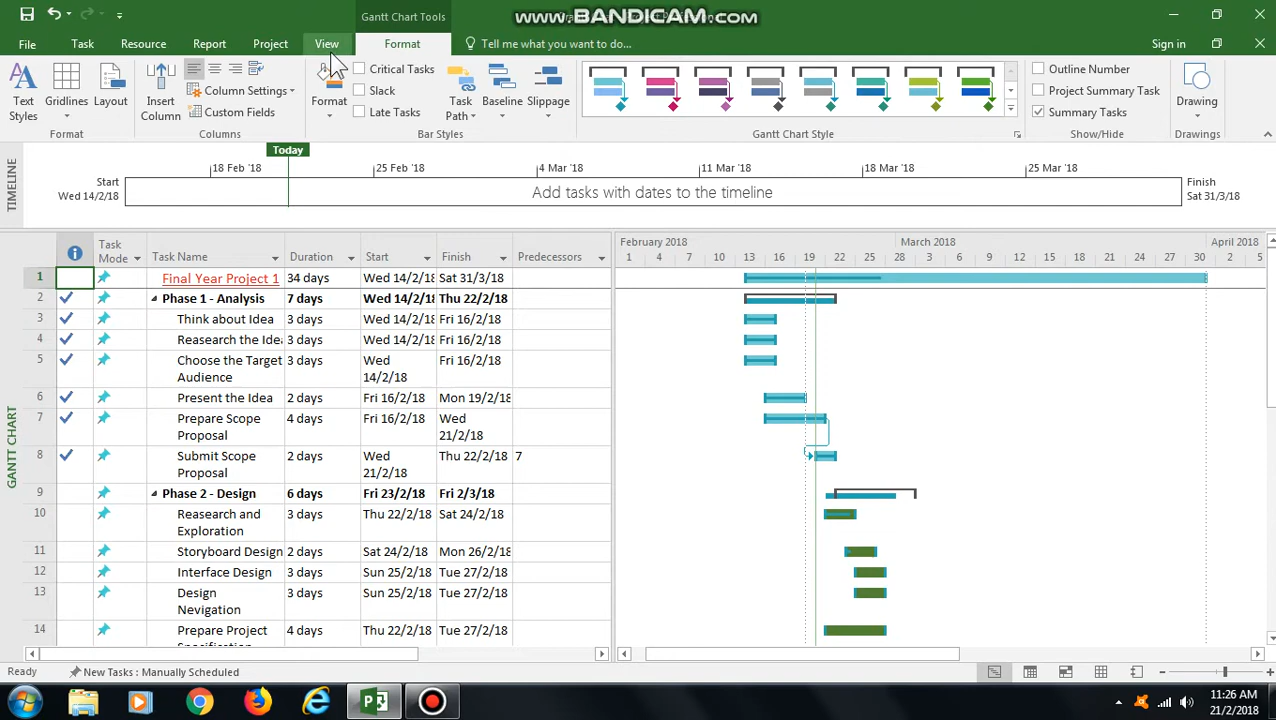 Gantt Chart Tools
www.BANDICAM.com
File Task Resource Report Project View Format Tell me what you want to do... Sign in
Text Styles Gridlines Layout Insert Column Column Settings Custom Fields Format Critical Tasks Slack Late Tasks Task Path Baseline Slippage Outline Number Project Summary Task Summary Tasks Drawing
Format Columns Bar Styles Gantt Chart Style Show/Hide Drawings
Today
18 Feb '18 25 Feb '18 4 Mar '18 11 Mar '18 18 Mar '18 25 Mar '18
TIMELINE
Start
Wed 14/2/18
Add tasks with dates to the timeline
Finish
Sat 31/3/18
Task Mode Task Name Duration Start Finish Predecessors
February 2018 March 2018 April 2018
1 4 7 10 13 16 19 22 25 28 3 6 9 12 15 18 21 24 27 30 2 5
1 Final Year Project 1 34 days Wed 14/2/18 Sat 31/3/18
2 Phase 1 - Analysis 7 days Wed 14/2/18 Thu 22/2/18
3 Think about Idea 3 days Wed 14/2/18 Fri 16/2/18
4 Reasearch the Idea 3 days Wed 14/2/18 Fri 16/2/18
5 Choose the Target Audience 3 days Wed 14/2/18 Fri 16/2/18
6 Present the Idea 2 days Fri 16/2/18 Mon 19/2/18
7 Prepare Scope Proposal 4 days Fri 16/2/18 Wed 21/2/18
8 Submit Scope Proposal 2 days Wed 21/2/18 Thu 22/2/18 7
9 Phase 2 - Design 6 days Fri 23/2/18 Fri 2/3/18
10 Reasearch and Exploration 3 days Thu 22/2/18 Sat 24/2/18
11 Storyboard Design 2 days Sat 24/2/18 Mon 26/2/18
12 Interface Design 3 days Sun 25/2/18 Tue 27/2/18
13 Design Nevigation 3 days Sun 25/2/18 Tue 27/2/18
14 Prepare Project 4 days Thu 22/2/18 Tue 27/2/18
GANTT CHART
Ready New Tasks : Manually Scheduled
11:26 AM
21/2/2018